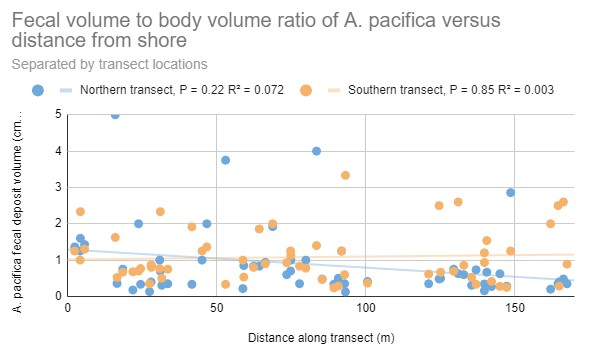 Fecal volume to body volume ratio of A. pacifica versus
distance from shore
Separated by transect locations
Northern transect, P = 0.22 R² = 0.072 Southern transect, P = 0.85 R² = 0.003
A. pacifica fecal deposit volume (cm...
5
4
3
2
1
0
0 50 100 150
Distance along transect (m)